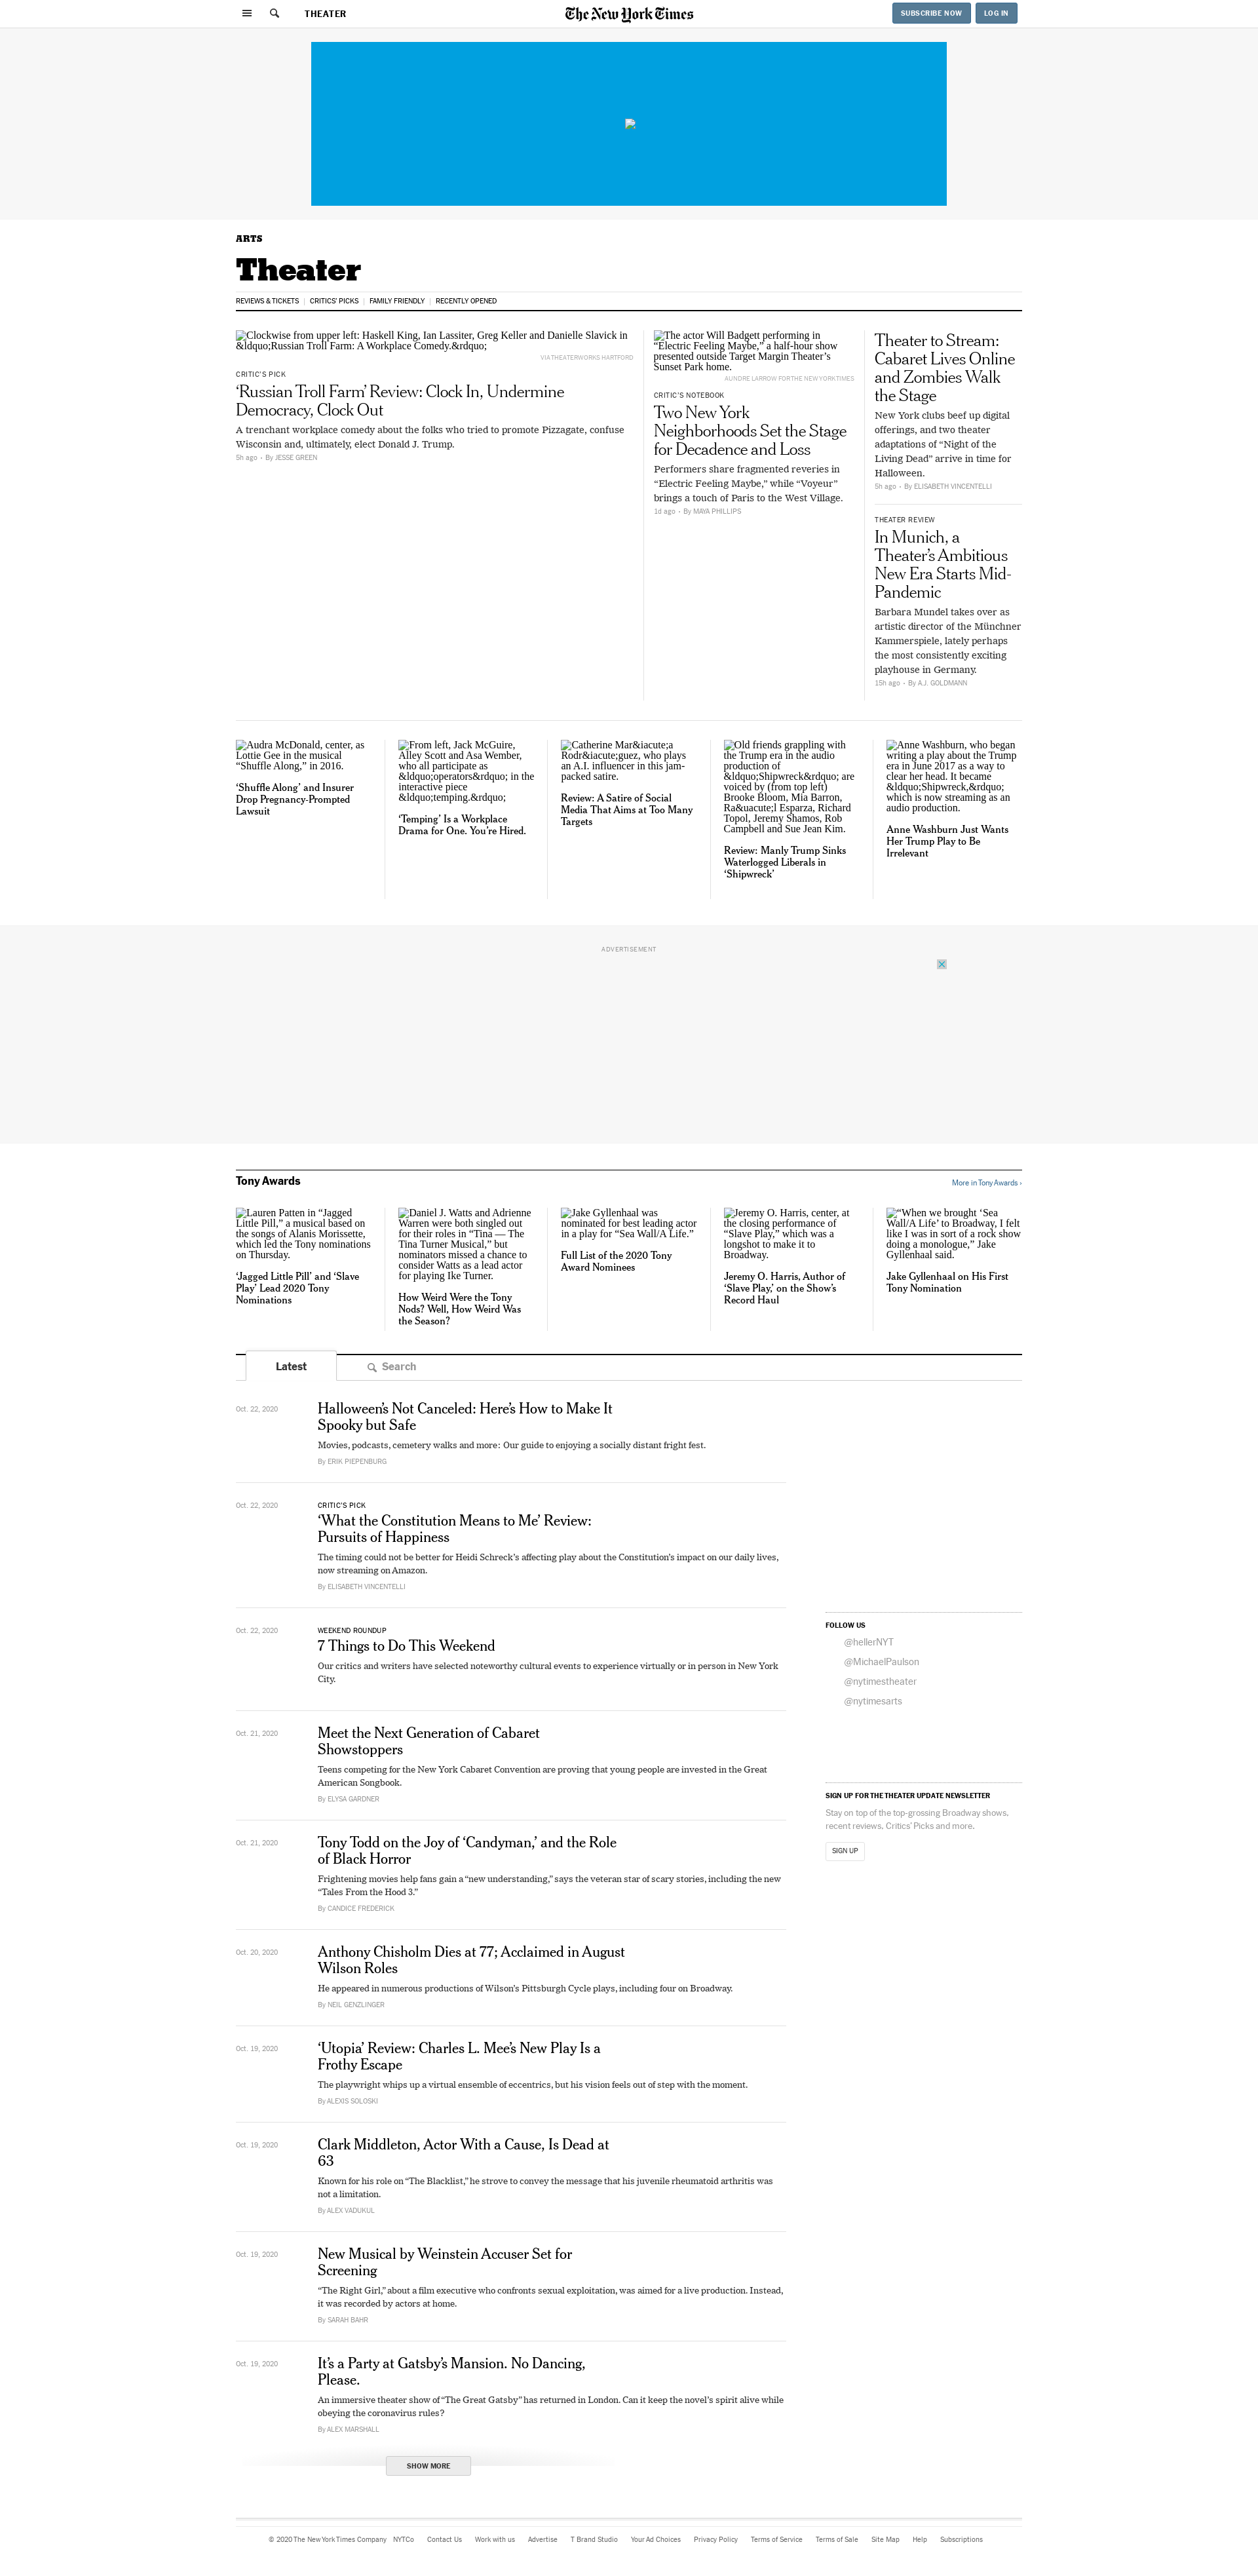 THEATER
The New York Times
SUBSCRIBE NOW
LOG IN
ARTS
Theater
REVIEWS & TICKETS
CRITICS' PICKS
FAMILY FRIENDLY
RECENTLY OPENED
Clockwise from upper left: Haskell King, Ian Lassiter, Greg Keller and Danielle Slavick in
&ldquo;Russian Troll Farm: A Workplace Comedy.&rdquo;
VIA THEATERWORKS HARTFORD
CRITIC'S PICK
‘Russian Troll Farm’ Review: Clock In, Undermine
Democracy, Clock Out
A trenchant workplace comedy about the folks who tried to promote Pizzagate, confuse
Wisconsin and, ultimately, elect Donald J. Trump.
5h ago • By JESSE GREEN
The actor Will Badgett performing in
“Electric Feeling Maybe,” a half-hour show
presented outside Target Margin Theater’s
Sunset Park home.
AUNDRE LARROW FOR THE NEW YORK TIMES
CRITIC'S NOTEBOOK
Two New York
Neighborhoods Set the Stage
for Decadence and Loss
Performers share fragmented reveries in
“Electric Feeling Maybe,” while “Voyeur”
brings a touch of Paris to the West Village.
1d ago • By MAYA PHILLIPS
Theater to Stream:
Cabaret Lives Online
and Zombies Walk
the Stage
New York clubs beef up digital
offerings, and two theater
adaptations of “Night of the
Living Dead” arrive in time for
Halloween.
5h ago • By ELISABETH VINCENTELLI
THEATER REVIEW
In Munich, a
Theater’s Ambitious
New Era Starts Mid-
Pandemic
Barbara Mundel takes over as
artistic director of the Münchner
Kammerspiele, lately perhaps
the most consistently exciting
playhouse in Germany.
15h ago • By A.J. GOLDMANN
Audra McDonald, center, as
Lottie Gee in the musical
“Shuffle Along,” in 2016.
‘Shuffle Along’ and Insurer
Drop Pregnancy-Prompted
Lawsuit
From left, Jack McGuire,
Alley Scott and Asa Wember,
who all participate as
&ldquo;operators&rdquo; in the
interactive piece
&ldquo;temping.&rdquo;
‘Temping’ Is a Workplace
Drama for One. You’re Hired.
Catherine Mar&iacute;a
Rodr&iacute;guez, who plays
an A.I. influencer in this jam-
packed satire.
Review: A Satire of Social
Media That Aims at Too Many
Targets
Old friends grappling with
the Trump era in the audio
production of
&ldquo;Shipwreck&rdquo; are
voiced by (from top left)
Brooke Bloom, Mia Barron,
Ra&uacute;l Esparza, Richard
Topol, Jeremy Shamos, Rob
Campbell and Sue Jean Kim.
Review: Manly Trump Sinks
Waterlogged Liberals in
‘Shipwreck’
Anne Washburn, who began
writing a play about the Trump
era in June 2017 as a way to
clear her head. It became
&ldquo;Shipwreck,&rdquo;
which is now streaming as an
audio production.
Anne Washburn Just Wants
Her Trump Play to Be
Irrelevant
ADVERTISEMENT
Tony Awards
More in Tony Awards ›
Lauren Patten in “Jagged
Little Pill,” a musical based on
the songs of Alanis Morissette,
which led the Tony nominations
on Thursday.
‘Jagged Little Pill’ and ‘Slave
Play’ Lead 2020 Tony
Nominations
Daniel J. Watts and Adrienne
Warren were both singled out
for their roles in “Tina — The
Tina Turner Musical,” but
nominators missed a chance to
consider Watts as a lead actor
for playing Ike Turner.
How Weird Were the Tony
Nods? Well, How Weird Was
the Season?
Jake Gyllenhaal was
nominated for best leading actor
in a play for “Sea Wall/A Life.”
Full List of the 2020 Tony
Award Nominees
Jeremy O. Harris, center, at
the closing performance of
“Slave Play,” which was a
longshot to make it to
Broadway.
Jeremy O. Harris, Author of
‘Slave Play,’ on the Show’s
Record Haul
“When we brought ‘Sea
Wall/A Life’ to Broadway, I felt
like I was in sort of a rock show
doing a monologue,” Jake
Gyllenhaal said.
Jake Gyllenhaal on His First
Tony Nomination
Latest
Search
Oct. 22, 2020
Halloween’s Not Canceled: Here’s How to Make It
Spooky but Safe
Movies, podcasts, cemetery walks and more: Our guide to enjoying a socially distant fright fest.
By ERIK PIEPENBURG
Oct. 22, 2020
CRITIC'S PICK
‘What the Constitution Means to Me’ Review:
Pursuits of Happiness
The timing could not be better for Heidi Schreck’s affecting play about the Constitution’s impact on our daily lives,
now streaming on Amazon.
By ELISABETH VINCENTELLI
Oct. 22, 2020
WEEKEND ROUNDUP
7 Things to Do This Weekend
Our critics and writers have selected noteworthy cultural events to experience virtually or in person in New York
City.
Oct. 21, 2020
Meet the Next Generation of Cabaret
Showstoppers
Teens competing for the New York Cabaret Convention are proving that young people are invested in the Great
American Songbook.
By ELYSA GARDNER
Oct. 21, 2020
Tony Todd on the Joy of ‘Candyman,’ and the Role
of Black Horror
Frightening movies help fans gain a “new understanding,” says the veteran star of scary stories, including the new
“Tales From the Hood 3.”
By CANDICE FREDERICK
Oct. 20, 2020
Anthony Chisholm Dies at 77; Acclaimed in August
Wilson Roles
He appeared in numerous productions of Wilson’s Pittsburgh Cycle plays, including four on Broadway.
By NEIL GENZLINGER
Oct. 19, 2020
‘Utopia’ Review: Charles L. Mee’s New Play Is a
Frothy Escape
The playwright whips up a virtual ensemble of eccentrics, but his vision feels out of step with the moment.
By ALEXIS SOLOSKI
Oct. 19, 2020
Clark Middleton, Actor With a Cause, Is Dead at
63
Known for his role on “The Blacklist,” he strove to convey the message that his juvenile rheumatoid arthritis was
not a limitation.
By ALEX VADUKUL
Oct. 19, 2020
New Musical by Weinstein Accuser Set for
Screening
“The Right Girl,” about a film executive who confronts sexual exploitation, was aimed for a live production. Instead,
it was recorded by actors at home.
By SARAH BAHR
Oct. 19, 2020
It’s a Party at Gatsby’s Mansion. No Dancing,
Please.
An immersive theater show of “The Great Gatsby” has returned in London. Can it keep the novel’s spirit alive while
obeying the coronavirus rules?
By ALEX MARSHALL
SHOW MORE
FOLLOW US
@hellerNYT
@MichaelPaulson
@nytimestheater
@nytimesarts
SIGN UP FOR THE THEATER UPDATE NEWSLETTER
Stay on top of the top-grossing Broadway shows,
recent reviews, Critics’ Picks and more.
SIGN UP
© 2020 The New York Times Company
NYTCo
Contact Us
Work with us
Advertise
T Brand Studio
Your Ad Choices
Privacy Policy
Terms of Service
Terms of Sale
Site Map
Help
Subscriptions